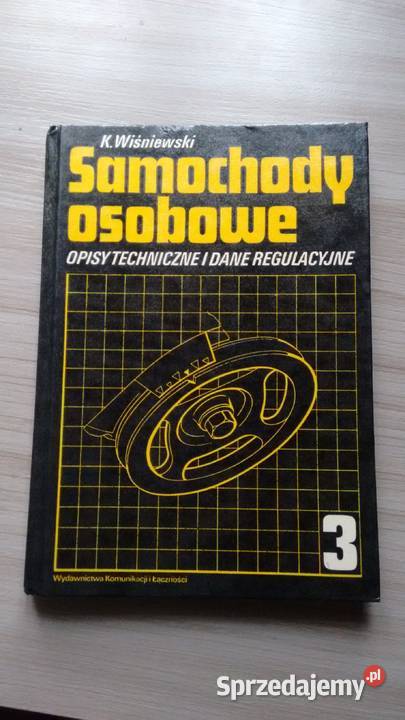 K. Wiśniewski
Samochody
osobowe
OPISY TECHNICZNE I DANE REGULACYJNE
3
Wydawnictwa Komunikacji i Łączności
Sprzedajemy.pl